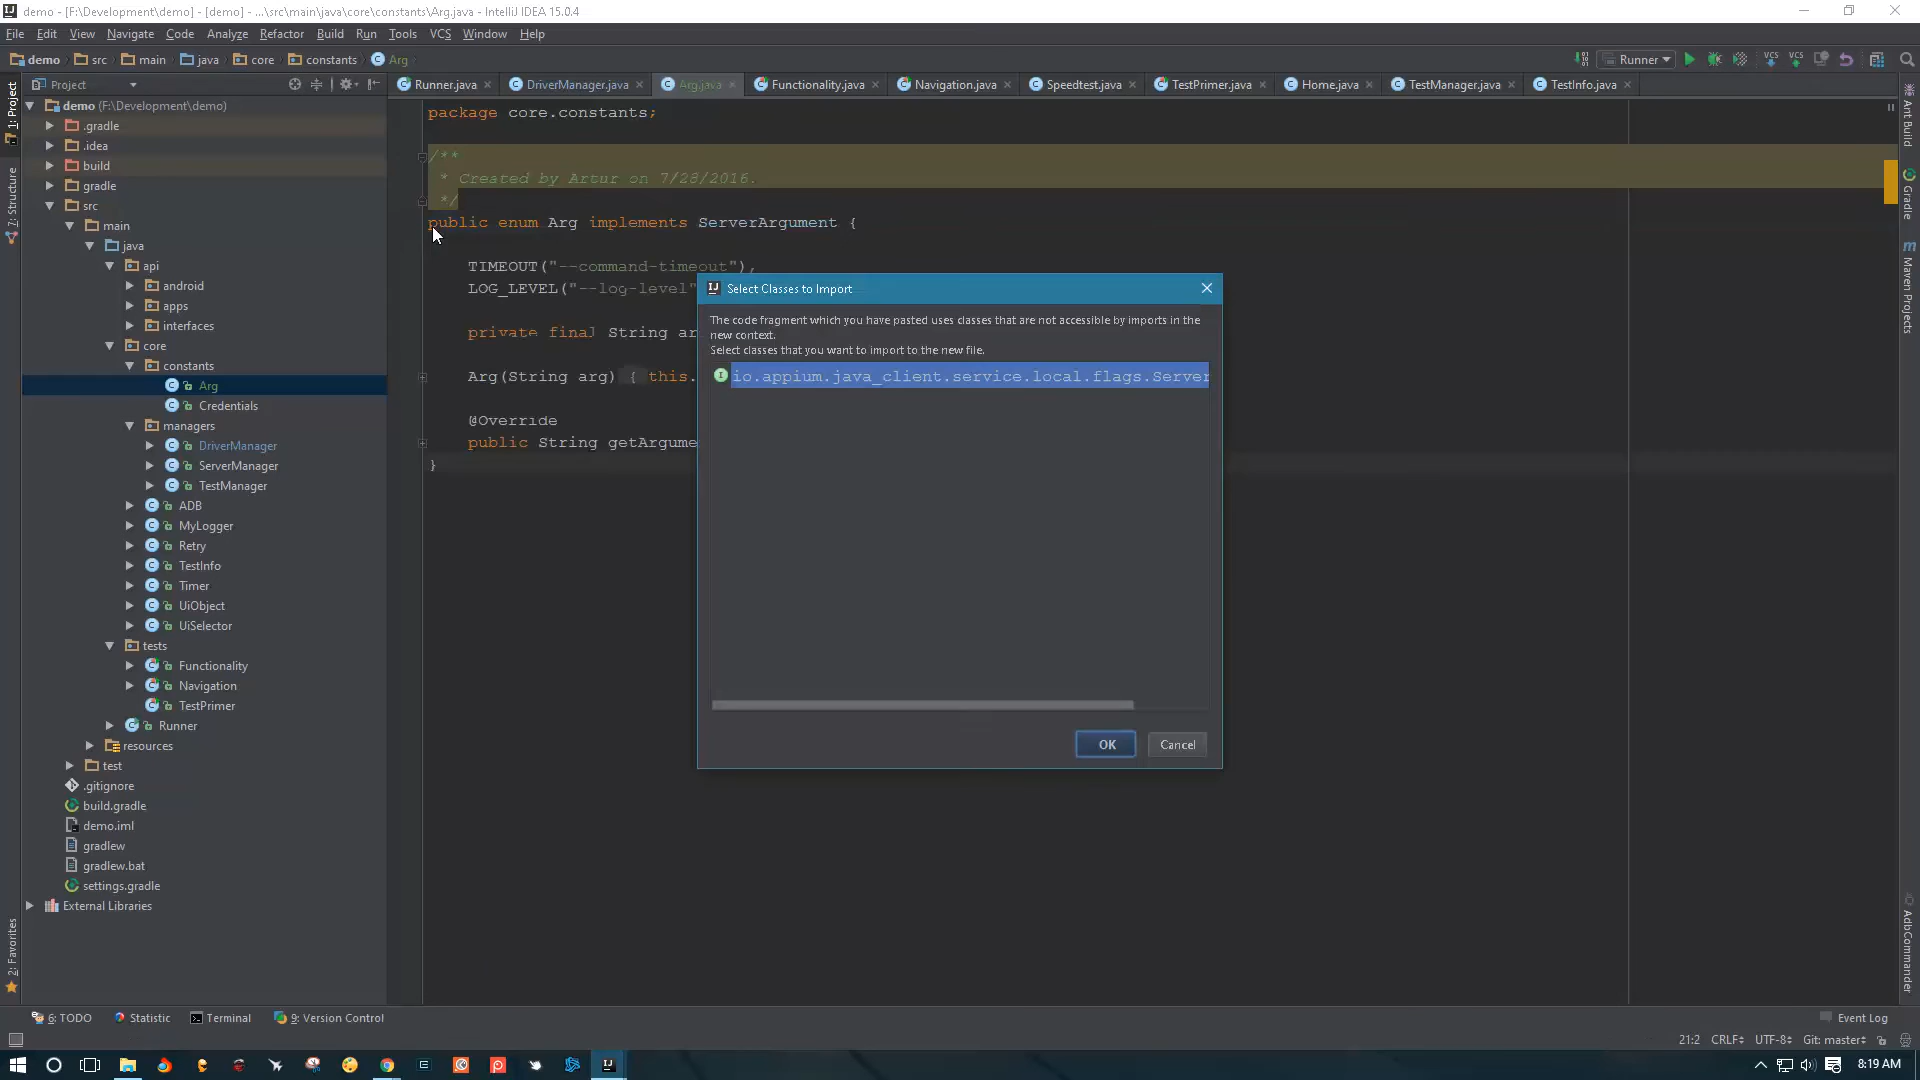 demo - [F:\Development\demo] - [demo] - ...\src\main\java\core\constants\Arg.java - IntelliJ IDEA 15.0.4
File Edit View Navigate Code Analyze Refactor Build Run Tools VCS Window Help
demo src main java core constants Arg Runner
Project Runner.java DriverManager.java Arg.java Functionality.java Navigation.java Speedtest.java TestPrimer.java Home.java TestManager.java TestInfo.java
1: Project
7: Structure
2: Favorites
demo (F:\Development\demo)
.gradle
.idea
build
gradle
src
main
java
api
android
apps
interfaces
core
constants
Arg
Credentials
managers
DriverManager
ServerManager
TestManager
ADB
MyLogger
Retry
TestInfo
Timer
UiObject
UiSelector
tests
Functionality
Navigation
TestPrimer
Runner
resources
test
.gitignore
build.gradle
demo.iml
gradlew
gradlew.bat
settings.gradle
External Libraries
package core.constants;
/**
* Created by Artur on 7/28/2016.
*/
public enum Arg implements ServerArgument {
TIMEOUT("--command-timeout"),
LOG_LEVEL("--log-level"
private final String ar
Arg(String arg) { this.
@Override
public String getArgume
}
Select Classes to Import
The code fragment which you have pasted uses classes that are not accessible by imports in the
new context.
Select classes that you want to import to the new file.
io.appium.java_client.service.local.flags.Server
OK Cancel
Ant Build
Gradle
Maven Projects
AdbCommander
6: TODO Statistic Terminal 9: Version Control Event Log
21:2 CRLF UTF-8 Git: master
8:19 AM